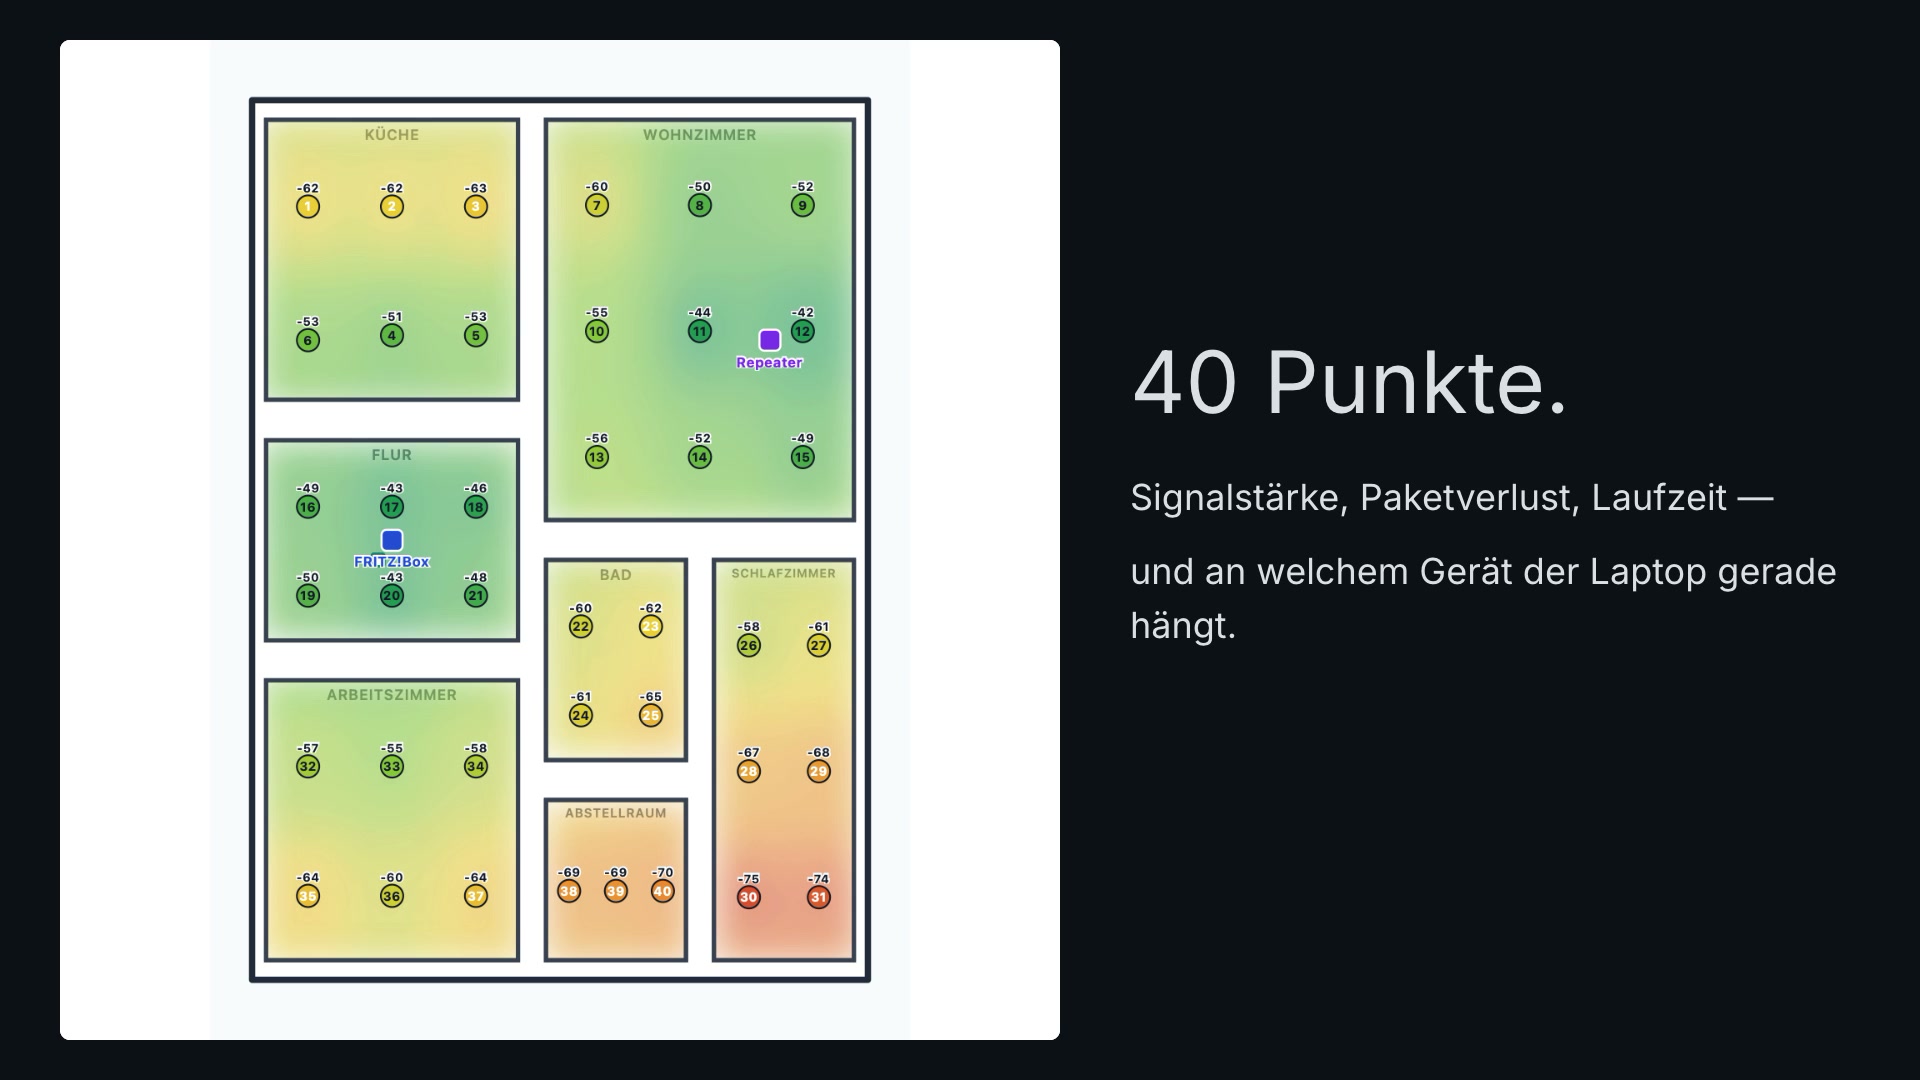 KÜCHE
-62 -62 -63
1 2 3
-53 -51 -53
6 4 5
WOHNZIMMER
-60 -50 -52
7 8 9
-55 -44 -42
10 11 12
Repeater
-56 -52 -49
13 14 15
FLUR
-49 -43 -46
16 17 18
FRITZ!Box
-50 -43 -48
19 20 21
BAD
-60 -62
22 23
-61 -65
24 25
SCHLAFZIMMER
-58 -61
26 27
-67 -68
28 29
-75 -74
30 31
ARBEITSZIMMER
-57 -55 -58
32 33 34
-64 -60 -64
35 36 37
ABSTELLRAUM
-69 -69 -70
38 39 40
40 Punkte.
Signalstärke, Paketverlust, Laufzeit —
und an welchem Gerät der Laptop gerade
hängt.